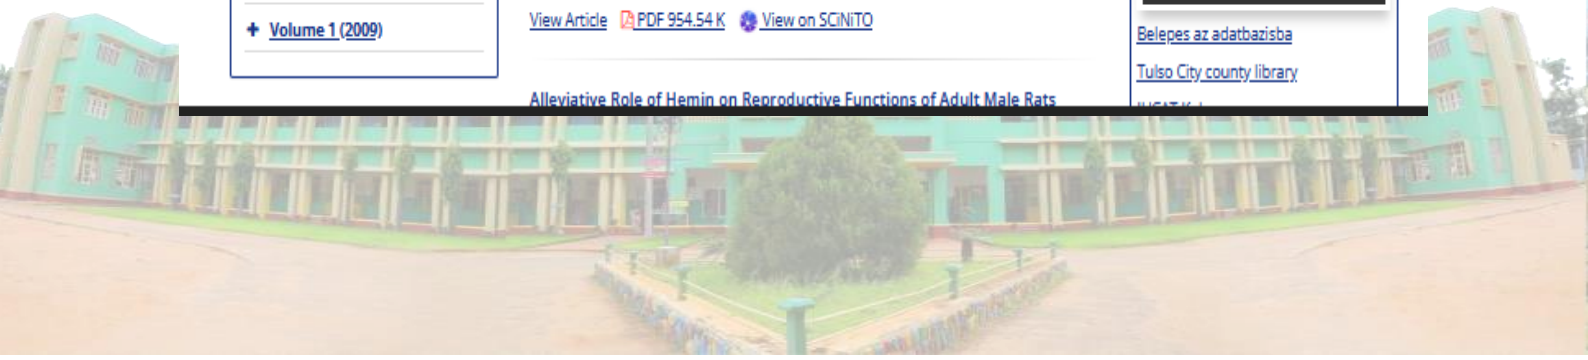 + Volume 1 (2009)
View Article PDF 954.54 K View on SCiNiTO
Alleviative Role of Hemin on Reproductive Functions of Adult Male Rats
Belepes az adatbazisba
Tulso City county library